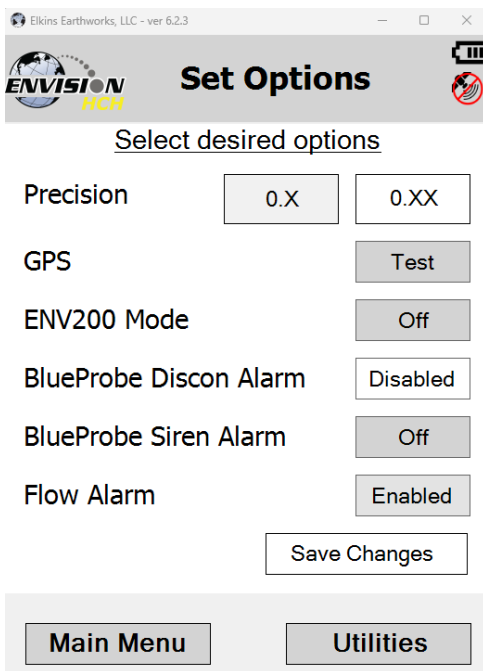 Elkins Earthworks, LLC - ver 6.2.3
ENVISION
HCH
Set Options
Select desired options
Precision 0.X 0.XX
GPS Test
ENV200 Mode Off
BlueProbe Discon Alarm Disabled
BlueProbe Siren Alarm Off
Flow Alarm Enabled
Save Changes
Main Menu Utilities